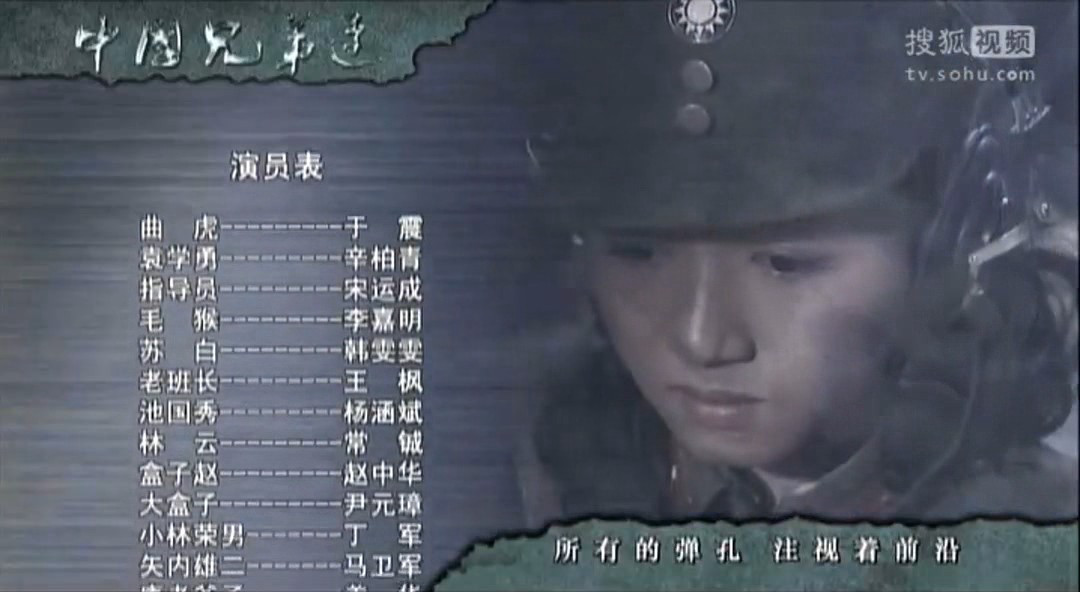 中国兄弟连
搜狐视频
tv.sohu.com
演员表
曲 虎---------于 震
袁学勇---------辛柏青
指导员---------宋运成
毛 猴---------李嘉明
苏 白---------韩雯雯
老班长---------王 枫
池国秀---------杨涵斌
林 云---------常 铖
盒子赵---------赵中华
大盒子---------尹元璋
小林荣男-------丁 军
矢内雄二-------马卫军
所有的弹孔 注视着前沿